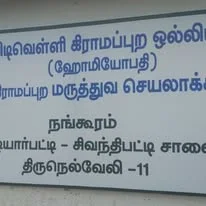 டிவெள்ளி கிராமப்புற ஒல்லி
(ஹோமியோபதி)
ராமப்புற மருத்துவ செயலாக்
நங்கூரம்
டியார்பட்டி - சிவந்திபட்டி சாலை
திருநெல்வேலி -11